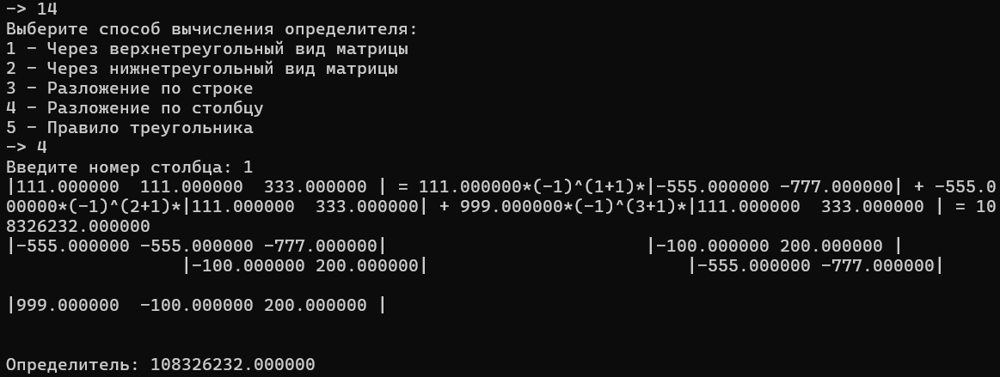 -> 14
Выберите способ вычисления определителя:
1 - Через верхнетреугольный вид матрицы
2 - Через нижнетреугольный вид матрицы
3 - Разложение по строке
4 - Разложение по столбцу
5 - Правило треугольника
-> 4
Введите номер столбца: 1
|111.000000  111.000000  333.000000 | = 111.000000*(-1)^(1+1)*|-555.000000 -777.000000| + -555.0
00000*(-1)^(2+1)*|111.000000  333.000000| + 999.000000*(-1)^(3+1)*|111.000000  333.000000 | = 10
8326232.000000
|-555.000000 -555.000000 -777.000000|                         |-100.000000 200.000000 |
                 |-100.000000 200.000000|                         |-555.000000 -777.000000|
|999.000000  -100.000000 200.000000 |
Определитель: 108326232.000000